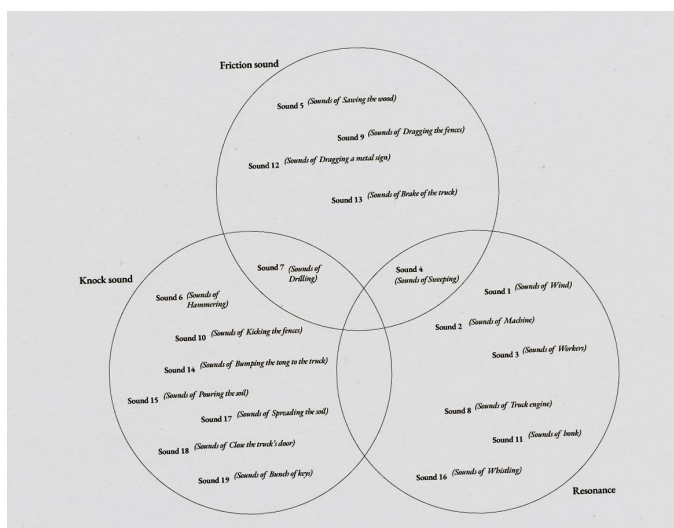 Friction sound
Sound 5 (Sounds of Sawing the wood)
Sound 9 (Sounds of Dragging the fences)
Sound 12 (Sounds of Dragging a metal sign)
Sound 13 (Sounds of Brake of the truck)
Sound 7 (Sounds of
Drilling)
Sound 4
(Sounds of Sweeping)
Knock sound
Sound 6 (Sounds of
Hammering)
Sound 10 (Sounds of Kicking the fences)
Sound 14 (Sounds of Bumping the tong to the truck)
Sound 15 (Sounds of Pouring the soil)
Sound 17 (Sounds of Spreading the soil)
Sound 18 (Sounds of Close the truck's door)
Sound 19 (Sounds of Bunch of keys)
Sound 1 (Sounds of Wind)
Sound 2 (Sounds of Machine)
Sound 3 (Sounds of Workers)
Sound 8 (Sounds of Truck engine)
Sound 11 (Sounds of honk)
Sound 16 (Sounds of Whistling)
Resonance